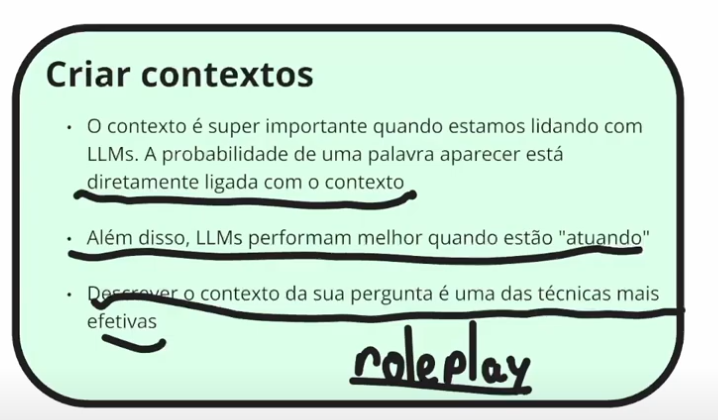 Criar contextos
• O contexto é super importante quando estamos lidando com
LLMs. A probabilidade de uma palavra aparecer está
diretamente ligada com o contexto
• Além disso, LLMs performam melhor quando estão "atuando"
• Descrever o contexto da sua pergunta é uma das técnicas mais
efetivas
roleplay